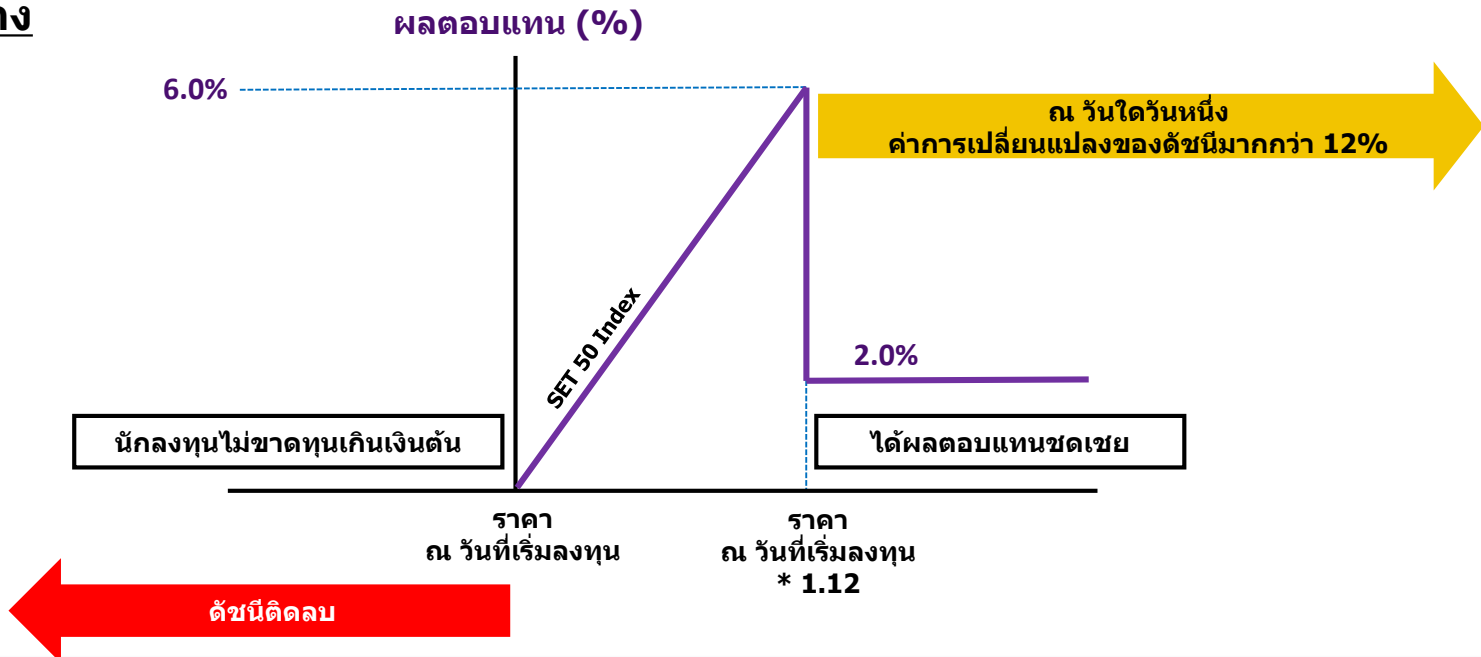 ผลตอบแทน (%)
6.0%
ณ วันใดวันหนึ่ง
ค่าการเปลี่ยนแปลงของดัชนีมากกว่า 12%
SET 50 Index
2.0%
นักลงทุนไม่ขาดทุนเกินเงินต้น
ได้ผลตอบแทนชดเชย
ราคา
ณ วันที่เริ่มลงทุน
ราคา
ณ วันที่เริ่มลงทุน
* 1.12
ดัชนีติดลบ